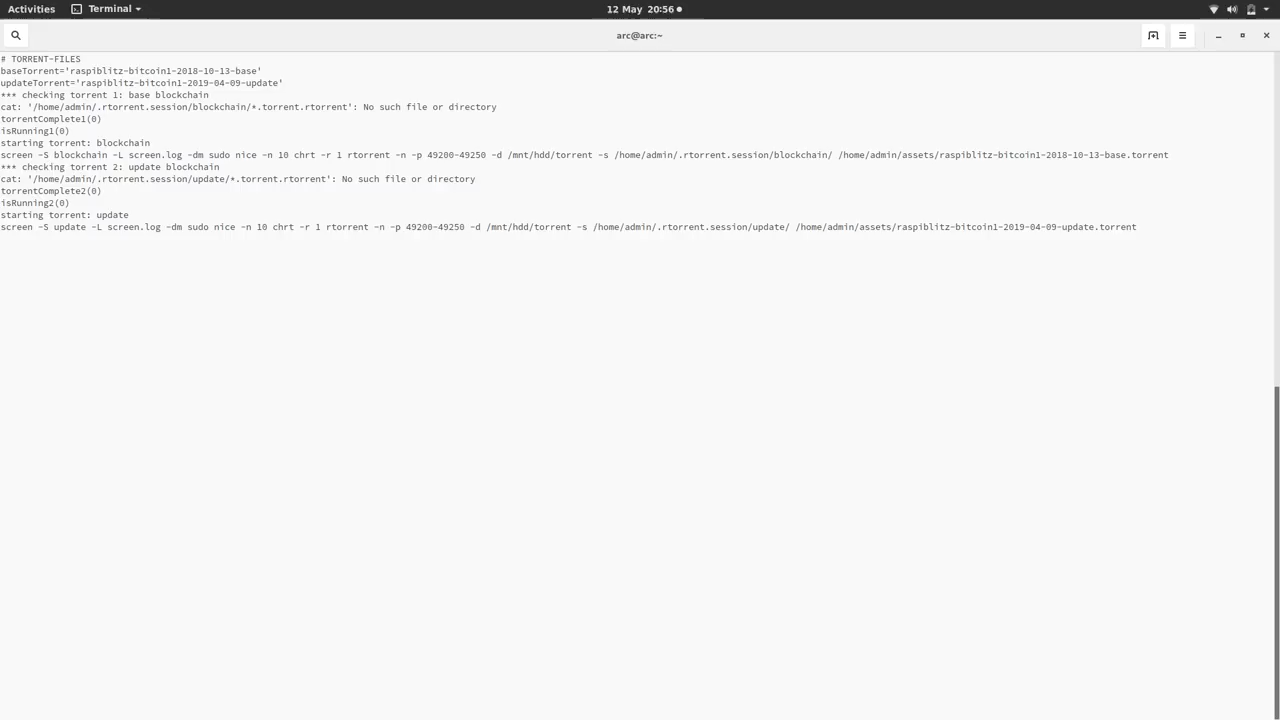 Activities Terminal 12 May 20:56
arc@arc:~
# TORRENT-FILES
baseTorrent='raspiblitz-bitcoin1-2018-10-13-base'
updateTorrent='raspiblitz-bitcoin1-2019-04-09-update'
*** checking torrent 1: base blockchain
cat: '/home/admin/.rtorrent.session/blockchain/*.torrent.rtorrent': No such file or directory
torrentComplete1(0)
isRunning1(0)
starting torrent: blockchain
screen -S blockchain -L screen.log -dm sudo nice -n 10 chrt -r 1 rtorrent -n -p 49200-49250 -d /mnt/hdd/torrent -s /home/admin/.rtorrent.session/blockchain/ /home/admin/assets/raspiblitz-bitcoin1-2018-10-13-base.torrent
*** checking torrent 2: update blockchain
cat: '/home/admin/.rtorrent.session/update/*.torrent.rtorrent': No such file or directory
torrentComplete2(0)
isRunning2(0)
starting torrent: update
screen -S update -L screen.log -dm sudo nice -n 10 chrt -r 1 rtorrent -n -p 49200-49250 -d /mnt/hdd/torrent -s /home/admin/.rtorrent.session/update/ /home/admin/assets/raspiblitz-bitcoin1-2019-04-09-update.torrent